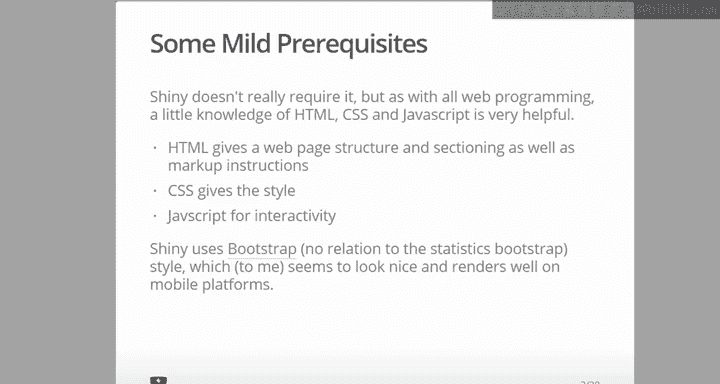 Some Mild Prerequisites
Shiny doesn't really require it, but as with all web programming,
a little knowledge of HTML, CSS and Javascript is very helpful.
· HTML gives a web page structure and sectioning as well as
markup instructions
· CSS gives the style
· Javscript for interactivity
Shiny uses Bootstrap (no relation to the statistics bootstrap)
style, which (to me) seems to look nice and renders well on
mobile platforms.